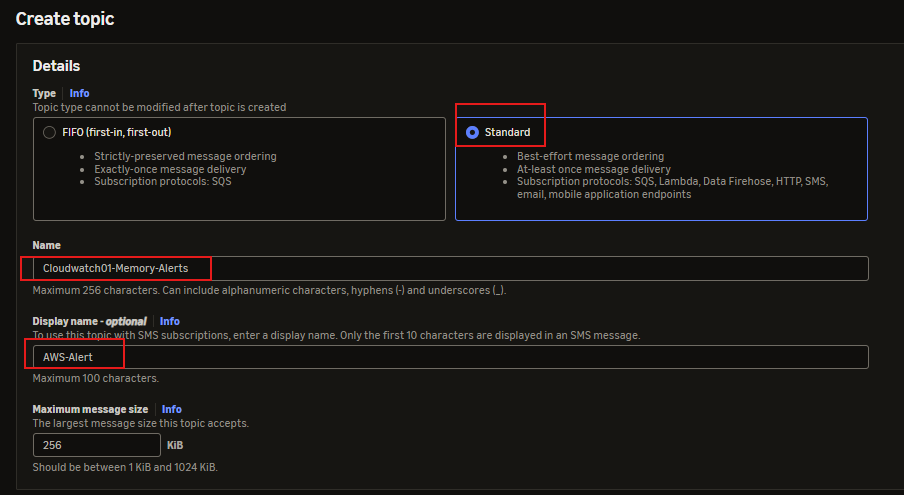 Create topic
Details
Type Info
Topic type cannot be modified after topic is created
FIFO (first-in, first-out)
Strictly-preserved message ordering
Exactly-once message delivery
Subscription protocols: SQS
Standard
Best-effort message ordering
At-least once message delivery
Subscription protocols: SQS, Lambda, Data Firehose, HTTP, SMS,
email, mobile application endpoints
Name
Cloudwatch01-Memory-Alerts
Maximum 256 characters. Can include alphanumeric characters, hyphens (-) and underscores (_).
Display name - optional Info
To use this topic with SMS subscriptions, enter a display name. Only the first 10 characters are displayed in an SMS message.
AWS-Alert
Maximum 100 characters.
Maximum message size Info
The largest message size this topic accepts.
256 KiB
Should be between 1 KiB and 1024 KiB.